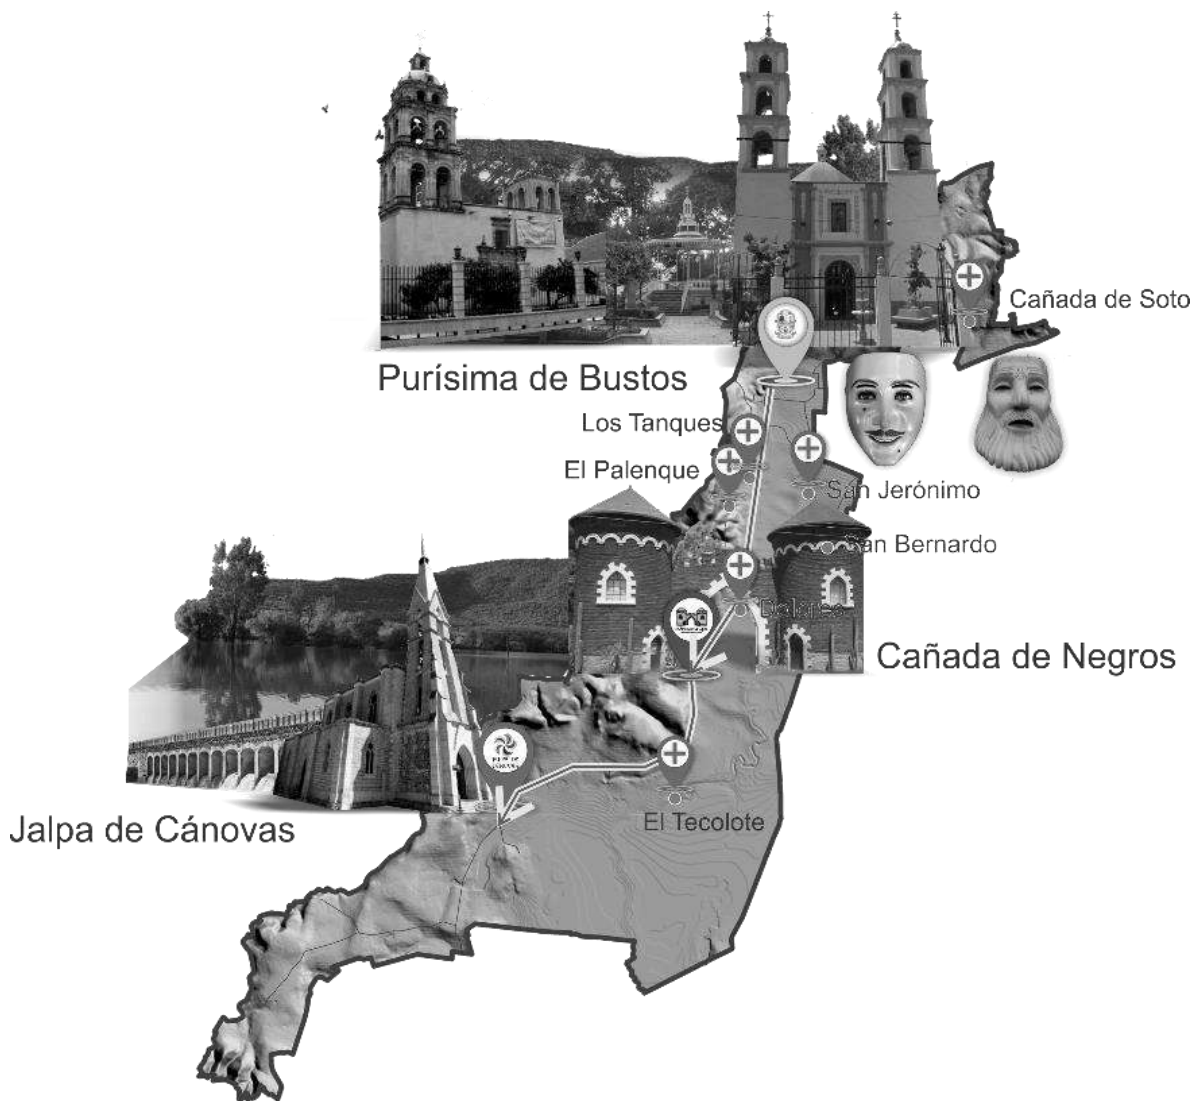 Cañada de Soto
Purísima de Bustos
Los Tanques
El Palenque
San Jerónimo
San Bernardo
Dolores
Cañada de Negros
Jalpa de Cánovas
El Tecolote